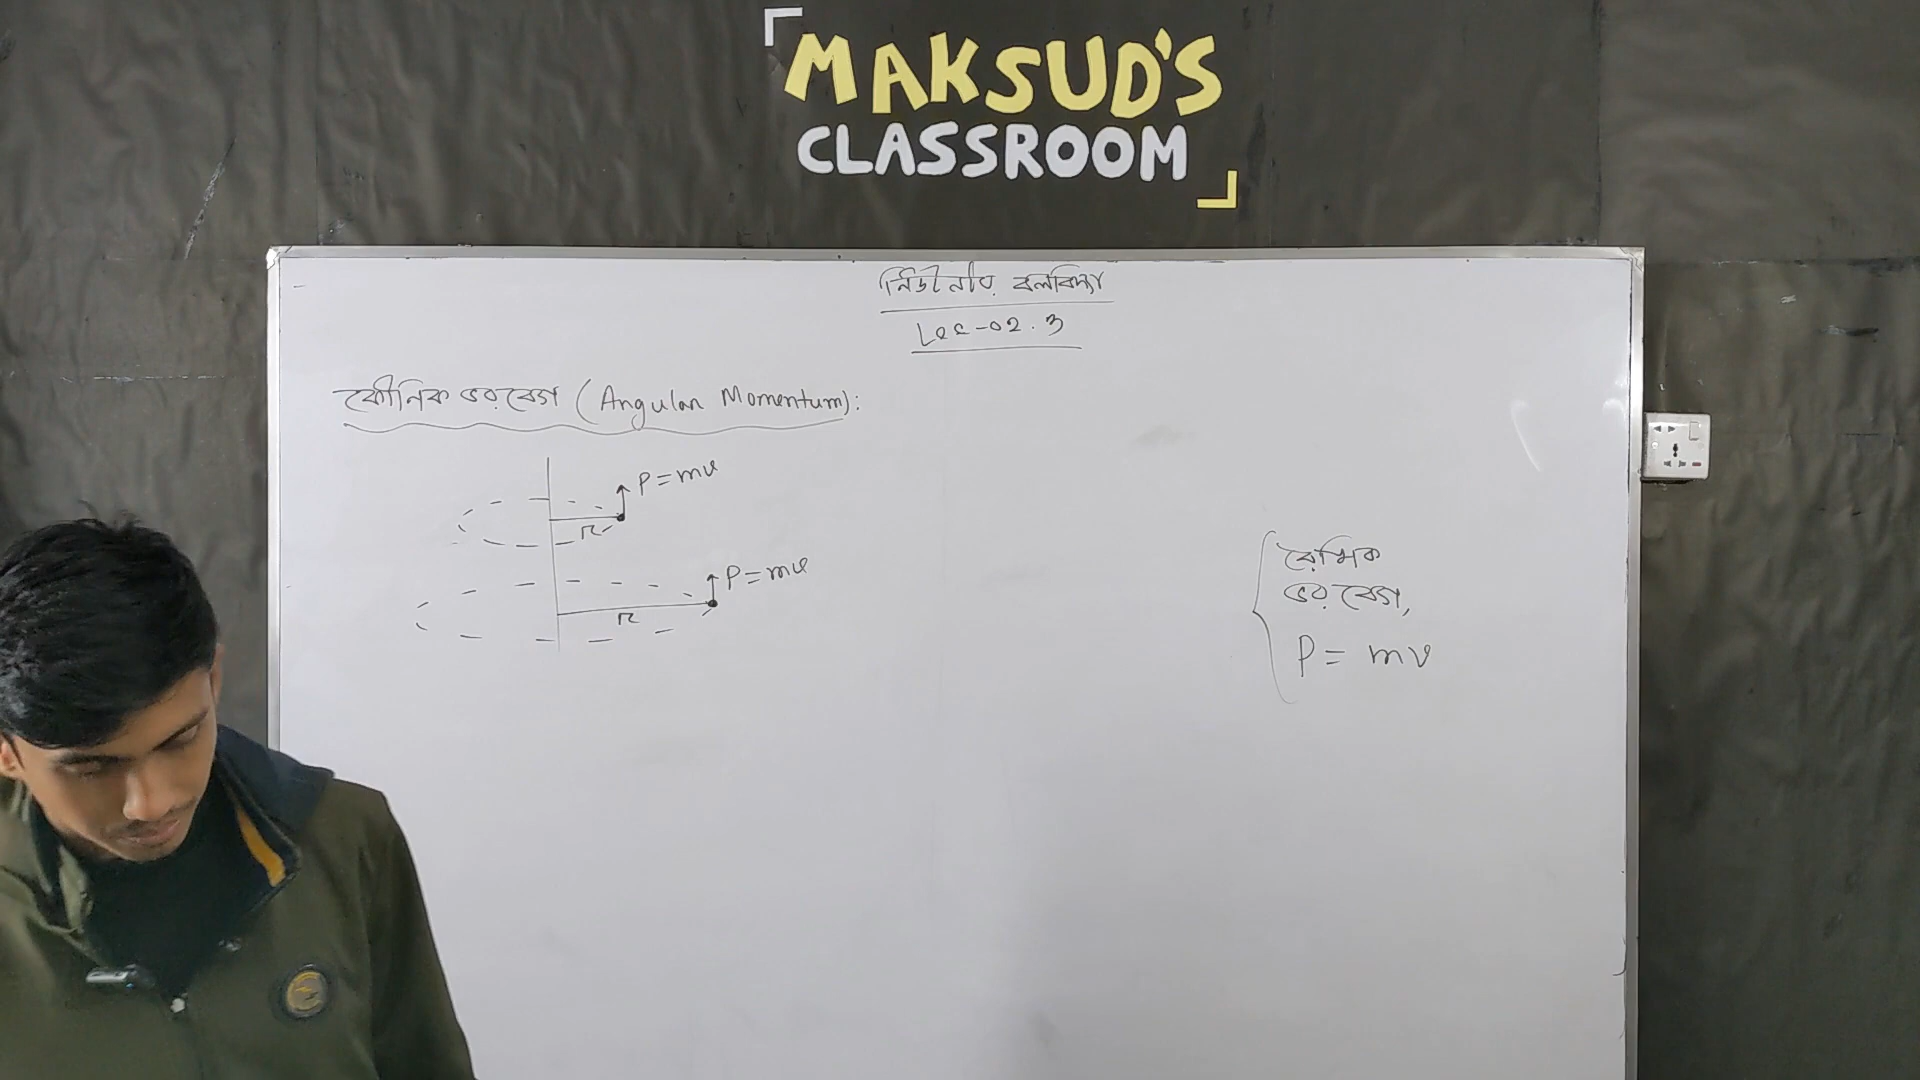 MAKSUD'S
CLASSROOM
নিউটনীয় বলবিদ্যা
Lec-02.3
কৌনিক ভরবেগ (Angular Momentum):
P = mv
r
P = mv
r
রৈখিক
ভরবেগ,
P = mv